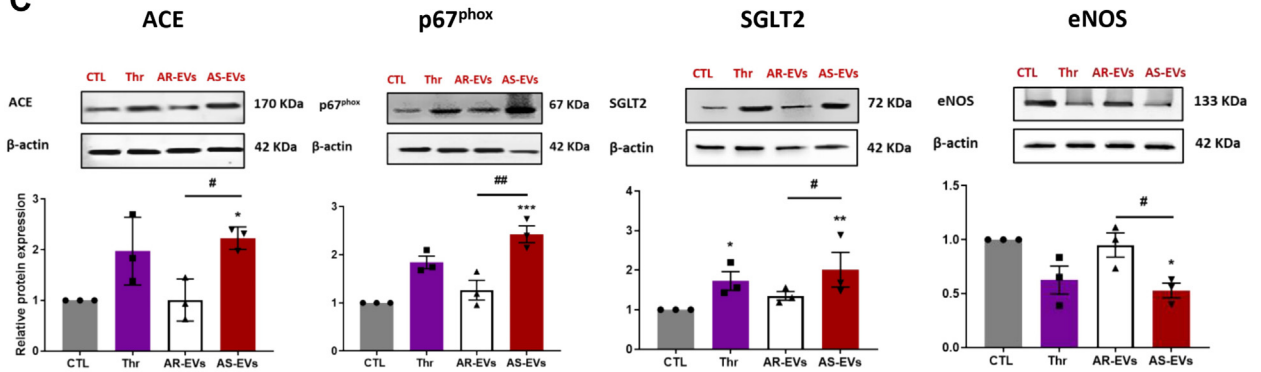 C
ACE
p67phox
SGLT2
eNOS
CTL Thr AR-EVs AS-EVs
ACE
170 KDa
β-actin
42 KDa
CTL Thr AR-EVs AS-EVs
p67phox
67 KDa
β-actin
42 KDa
CTL Thr AR-EVs AS-EVs
SGLT2
72 KDa
β-actin
42 KDa
CTL Thr AR-EVs AS-EVs
eNOS
133 KDa
β-actin
42 KDa
Relative protein expression
3
2
1
0
#
*
CTL Thr AR-EVs AS-EVs
3
2
1
0
##
***
CTL Thr AR-EVs AS-EVs
4
3
2
1
0
*
#
**
CTL Thr AR-EVs AS-EVs
1.5
1.0
0.5
0.0
#
*
CTL Thr AR-EVs AS-EVs